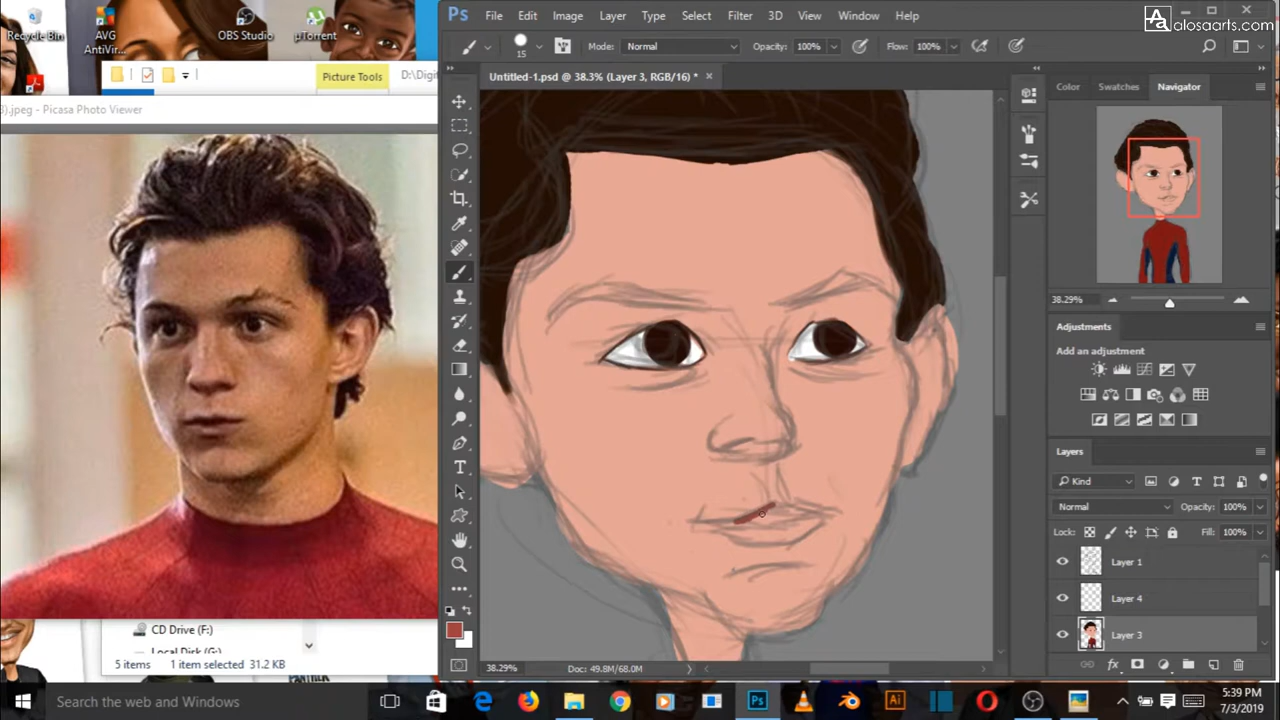 Recycle Bin
AVG
AntiVir...
OBS Studio
µTorrent
Picture Tools
D:\Digit
3).jpeg - Picasa Photo Viewer
CD Drive (F:)
Local Disk (G:)
5 items 1 item selected 31.2 KB
Ps File Edit Image Layer Type Select Filter 3D View Window Help
Aolosaarts.com
15 Mode: Normal Opacity: 100% Flow: 100%
Untitled-1.psd @ 38.3% (Layer 3, RGB/16) *
Color Swatches Navigator
38.29%
Adjustments
Add an adjustment
Layers
Kind
Normal Opacity: 100%
Lock: Fill: 100%
Layer 1
Layer 4
Layer 3
38.29% Doc: 49.8M/68.0M
Search the web and Windows
Ps
Ai
5:39 PM
7/3/2019